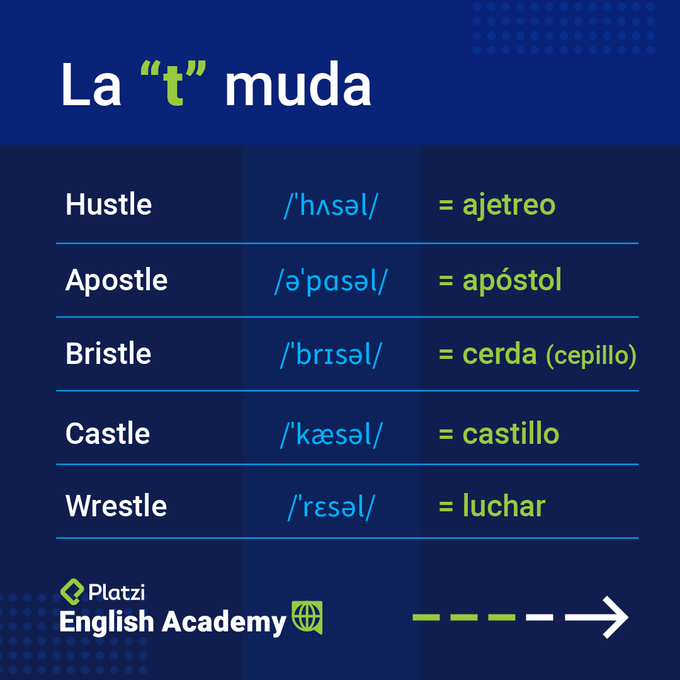 La “t” muda
Hustle /ˈhʌsəl/ = ajetreo
Apostle /əˈpɑsəl/ = apóstol
Bristle /ˈbrɪsəl/ = cerda (cepillo)
Castle /ˈkæsəl/ = castillo
Wrestle /ˈrɛsəl/ = luchar
Platzi
English Academy